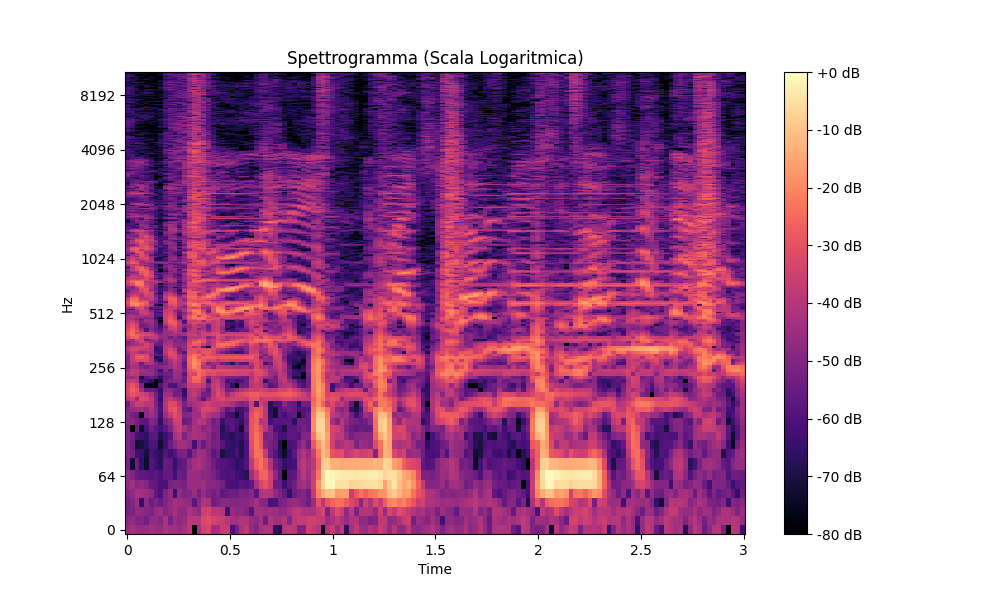 Spettrogramma (Scala Logaritmica)
Hz
8192
4096
2048
1024
512
256
128
64
0
0 0.5 1 1.5 2 2.5 3
Time
+0 dB
-10 dB
-20 dB
-30 dB
-40 dB
-50 dB
-60 dB
-70 dB
-80 dB